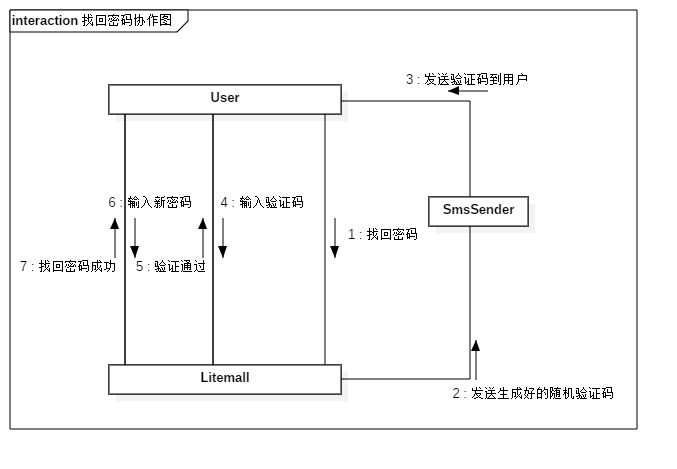 interaction 找回密码协作图
3 : 发送验证码到用户
User
6 : 输入新密码
4 : 输入验证码
SmsSender
1 : 找回密码
7 : 找回密码成功
5 : 验证通过
Litemall
2 : 发送生成好的随机验证码